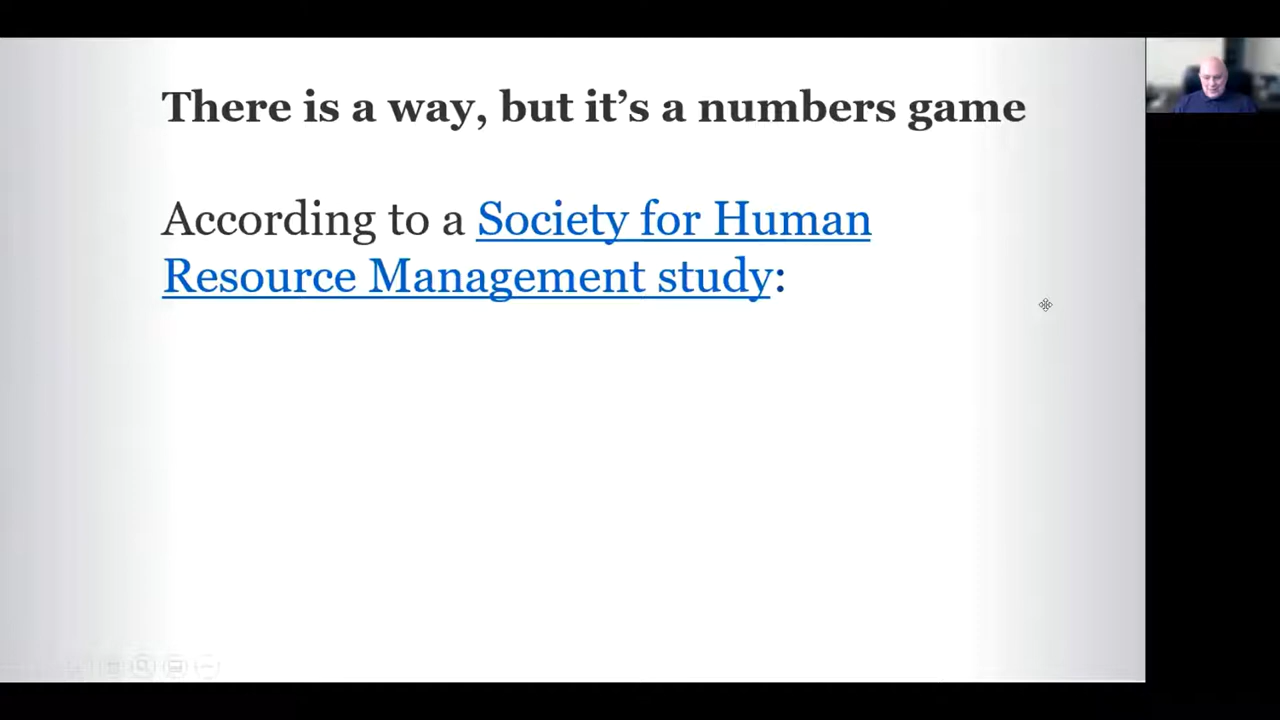 There is a way, but it’s a numbers game
According to a Society for Human
Resource Management study: